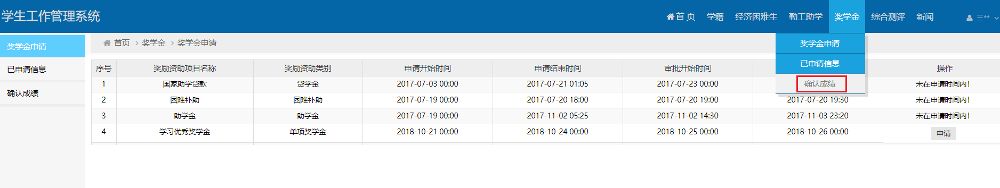 学生工作管理系统
首 页 学籍 经济困难生 勤工助学 奖学金 综合测评 新闻 王**
奖学金申请
已申请信息
确认成绩
奖学金申请
已申请信息
确认成绩
首页 > 奖学金 > 奖学金申请
序号 奖励资助项目名称 奖励资助类别 申请开始时间 申请结束时间 审批开始时间 操作
1 国家助学贷款 贷学金 2017-07-03 00:00 2017-07-21 01:05 2017-07-23 00:00 未在申请时间内!
2 困难补助 困难补助 2017-07-19 00:00 2017-07-20 18:00 2017-07-20 19:00 2017-07-20 19:30 未在申请时间内!
3 助学金 助学金 2017-07-19 00:00 2017-11-02 05:25 2017-11-02 14:30 2017-11-03 23:20 未在申请时间内!
4 学习优秀奖学金 单项奖学金 2018-10-21 00:00 2018-10-24 00:00 2018-10-25 00:00 2018-10-26 00:00 申请